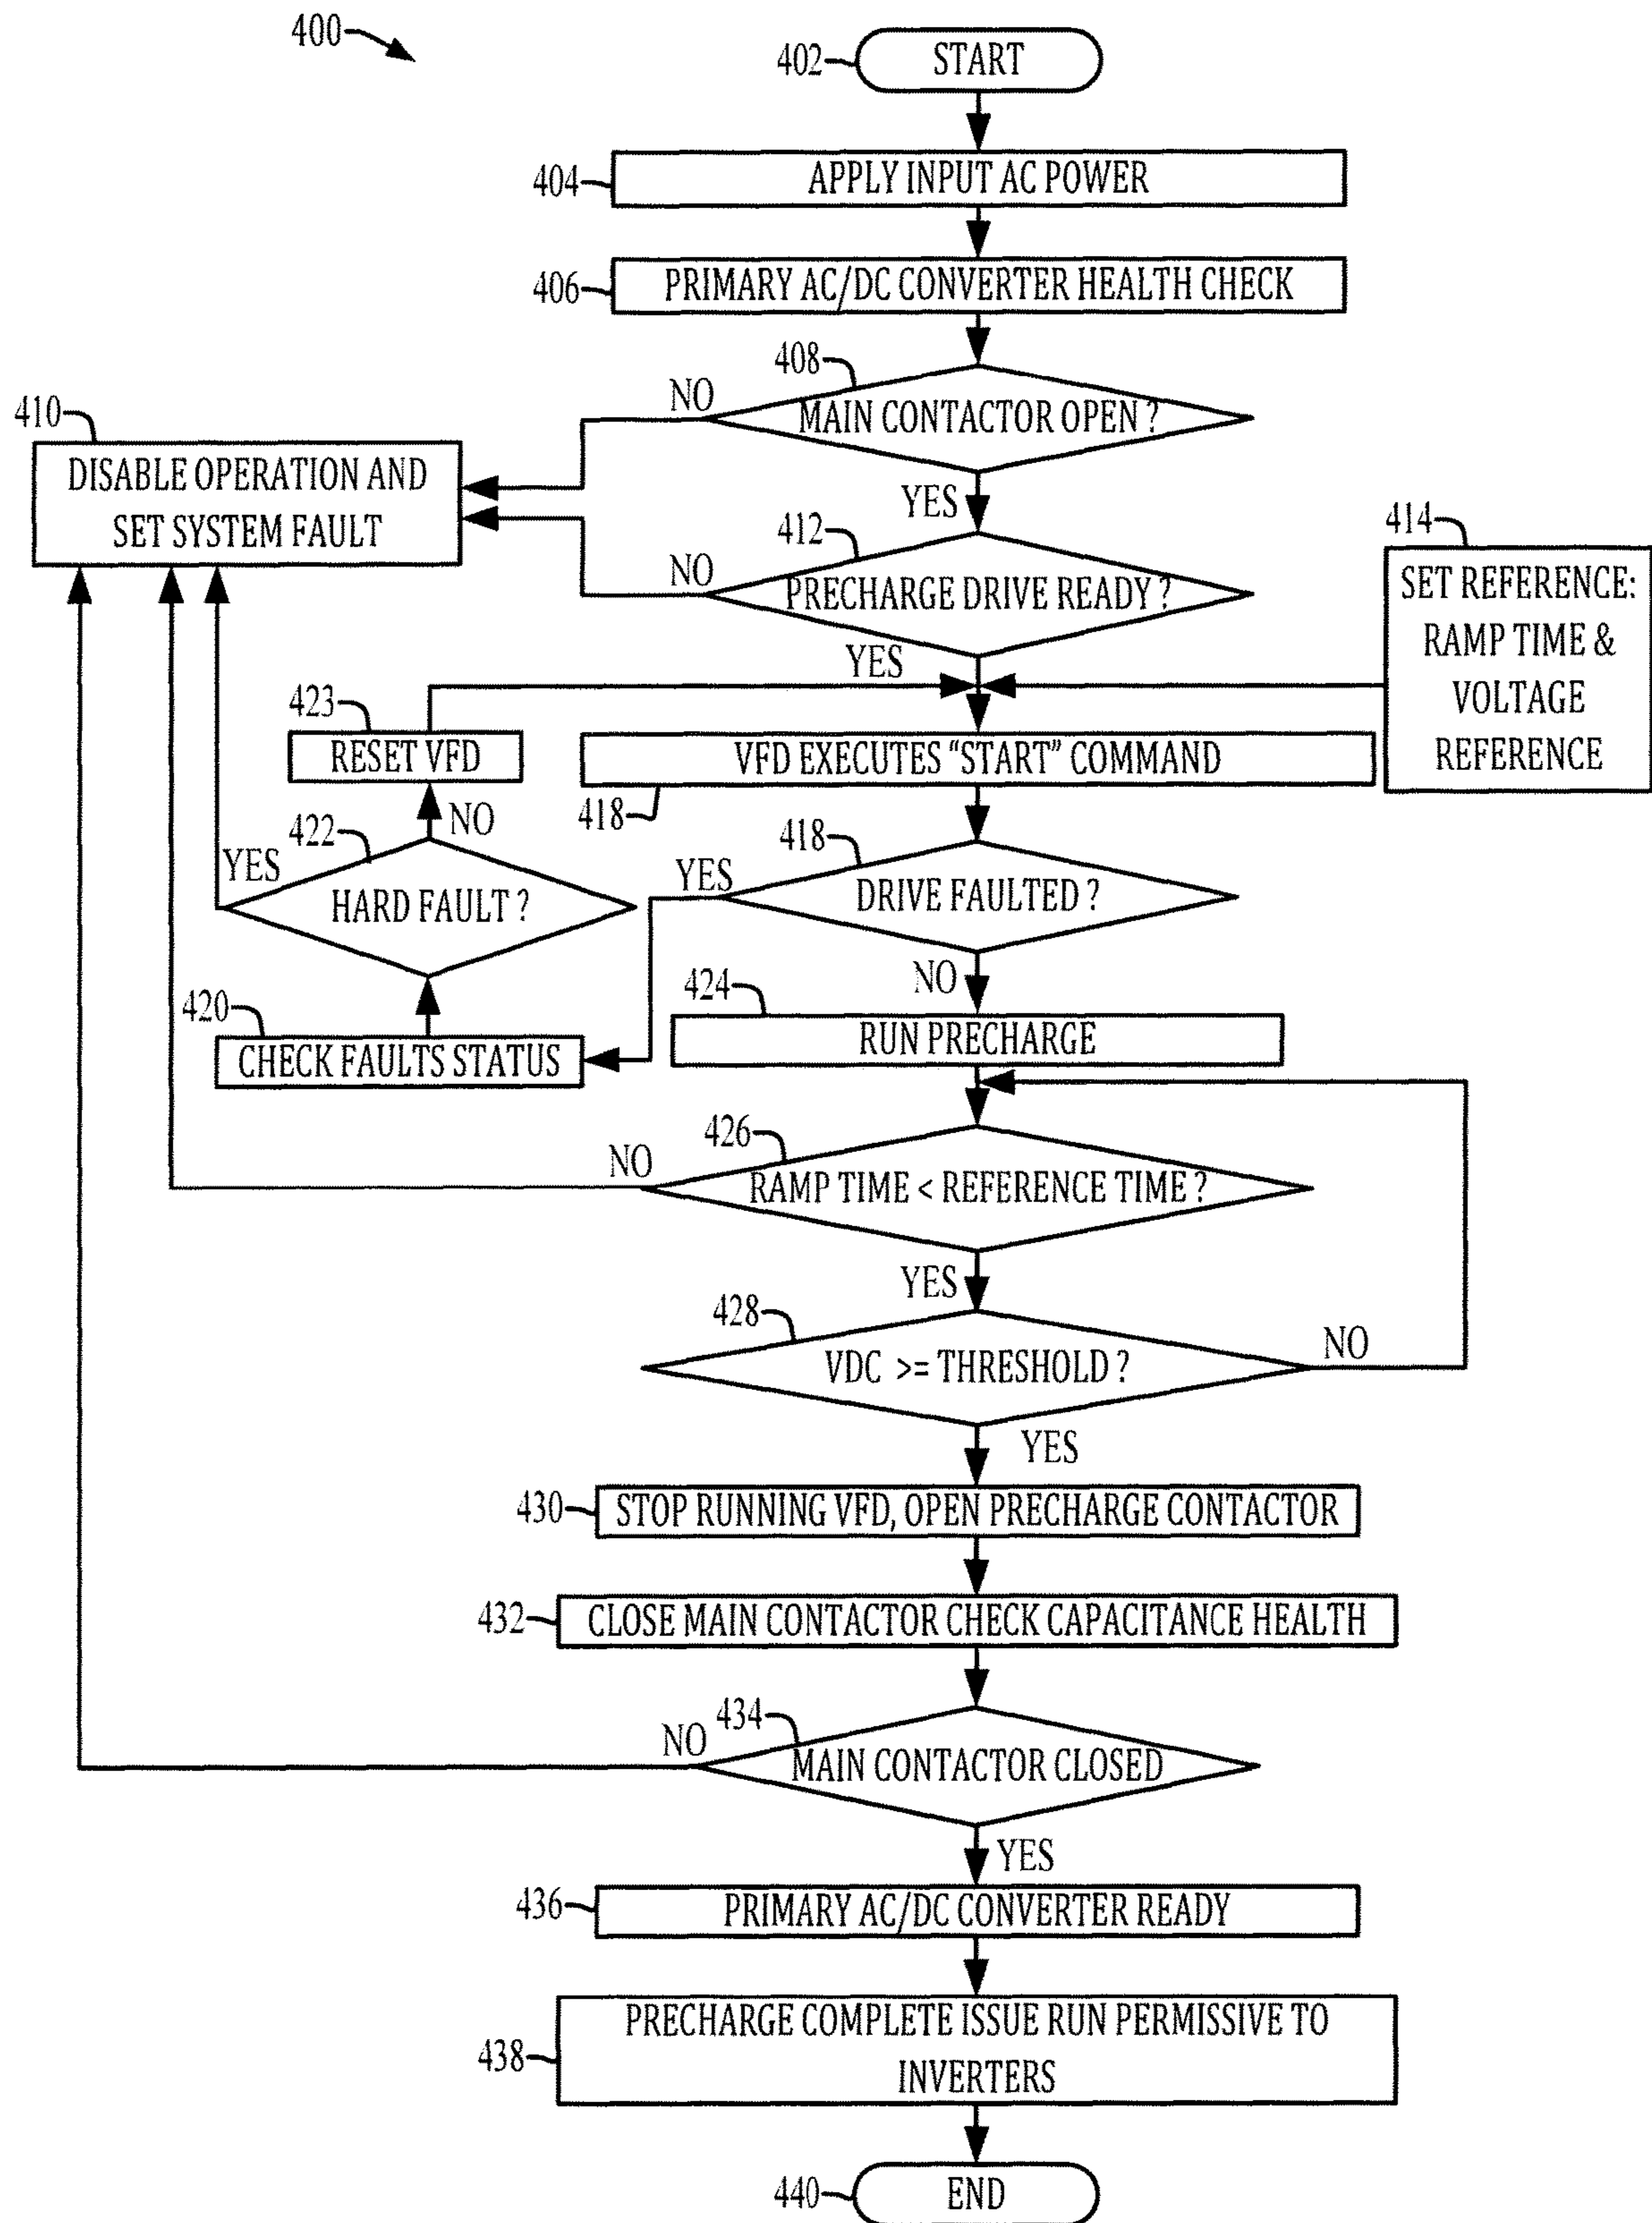 400
402
START
404
APPLY INPUT AC POWER
406
PRIMARY AC/DC CONVERTER HEALTH CHECK
408
MAIN CONTACTOR OPEN ?
NO
YES
410
DISABLE OPERATION AND
SET SYSTEM FAULT
412
PRECHARGE DRIVE READY ?
NO
YES
414
SET REFERENCE:
RAMP TIME &
VOLTAGE
REFERENCE
423
RESET VFD
VFD EXECUTES “START” COMMAND
418
NO
422
YES
HARD FAULT ?
418
YES
DRIVE FAULTED ?
NO
420
CHECK FAULTS STATUS
424
RUN PRECHARGE
426
NO
RAMP TIME < REFERENCE TIME ?
YES
428
VDC >= THRESHOLD ?
NO
YES
430
STOP RUNNING VFD, OPEN PRECHARGE CONTACTOR
432
CLOSE MAIN CONTACTOR CHECK CAPACITANCE HEALTH
434
NO
MAIN CONTACTOR CLOSED
YES
436
PRIMARY AC/DC CONVERTER READY
438
PRECHARGE COMPLETE ISSUE RUN PERMISSIVE TO
INVERTERS
440
END